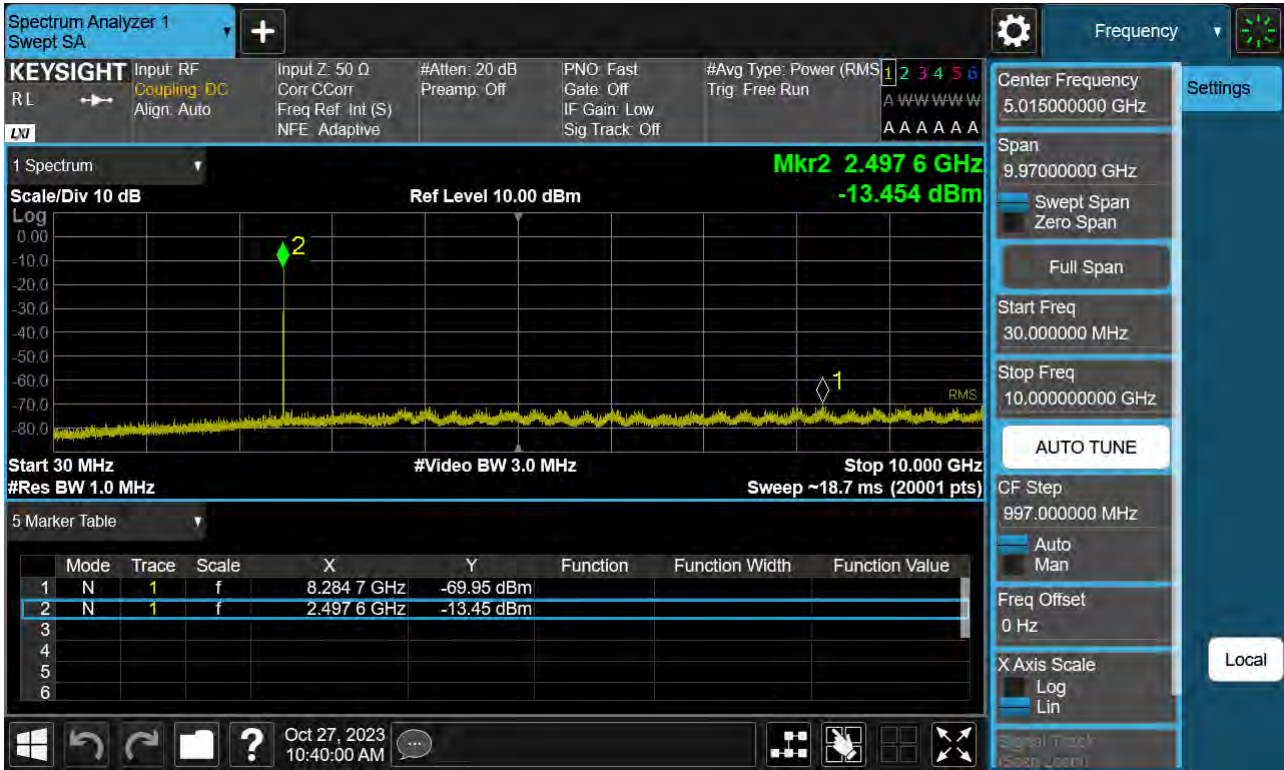 Spectrum Analyzer 1
Swept SA
Frequency
KEYSIGHT
RL
LXI
Input: RF
Coupling: DC
Align: Auto
Input Z: 50 Ω
Corr CCorr
Freq Ref: Int (S)
NFE: Adaptive
#Atten: 20 dB
Preamp: Off
PNO: Fast
Gate: Off
IF Gain: Low
Sig Track: Off
#Avg Type: Power (RMS
Trig: Free Run
1 2 3 4 5 6
A W W W W W
A A A A A A
1 Spectrum
Scale/Div 10 dB
Ref Level 10.00 dBm
Mkr2 2.497 6 GHz
-13.454 dBm
Log
0.00
-10.0
-20.0
-30.0
-40.0
-50.0
-60.0
-70.0
-80.0
2
1
RMS
Start 30 MHz
#Video BW 3.0 MHz
Stop 10.000 GHz
#Res BW 1.0 MHz
Sweep ~18.7 ms (20001 pts)
5 Marker Table
Mode Trace Scale X Y Function Function Width Function Value
1 N 1 f 8.284 7 GHz -69.95 dBm
2 N 1 f 2.497 6 GHz -13.45 dBm
3
4
5
6
Oct 27, 2023
10:40:00 AM
Center Frequency
5.015000000 GHz
Settings
Span
9.97000000 GHz
Swept Span
Zero Span
Full Span
Start Freq
30.000000 MHz
Stop Freq
10.000000000 GHz
AUTO TUNE
CF Step
997.000000 MHz
Auto
Man
Freq Offset
0 Hz
X Axis Scale
Log
Lin
Local
Signal Track
(Span Zoom)